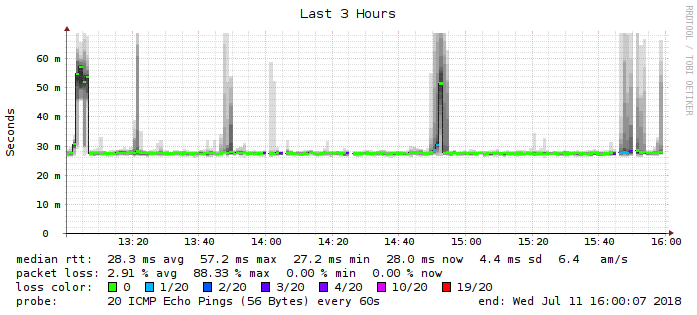 Last 3 Hours
RRDTOOL / TOBI OETIKER
Seconds
60 m
50 m
40 m
30 m
20 m
10 m
0
13:20 13:40 14:00 14:20 14:40 15:00 15:20 15:40 16:00
median rtt: 28.3 ms avg 57.2 ms max 27.2 ms min 28.0 ms now 4.4 ms sd 6.4 am/s
packet loss: 2.91 % avg 88.33 % max 0.00 % min 0.00 % now
loss color: 0 1/20 2/20 3/20 4/20 10/20 19/20
probe: 20 ICMP Echo Pings (56 Bytes) every 60s end: Wed Jul 11 16:00:07 2018